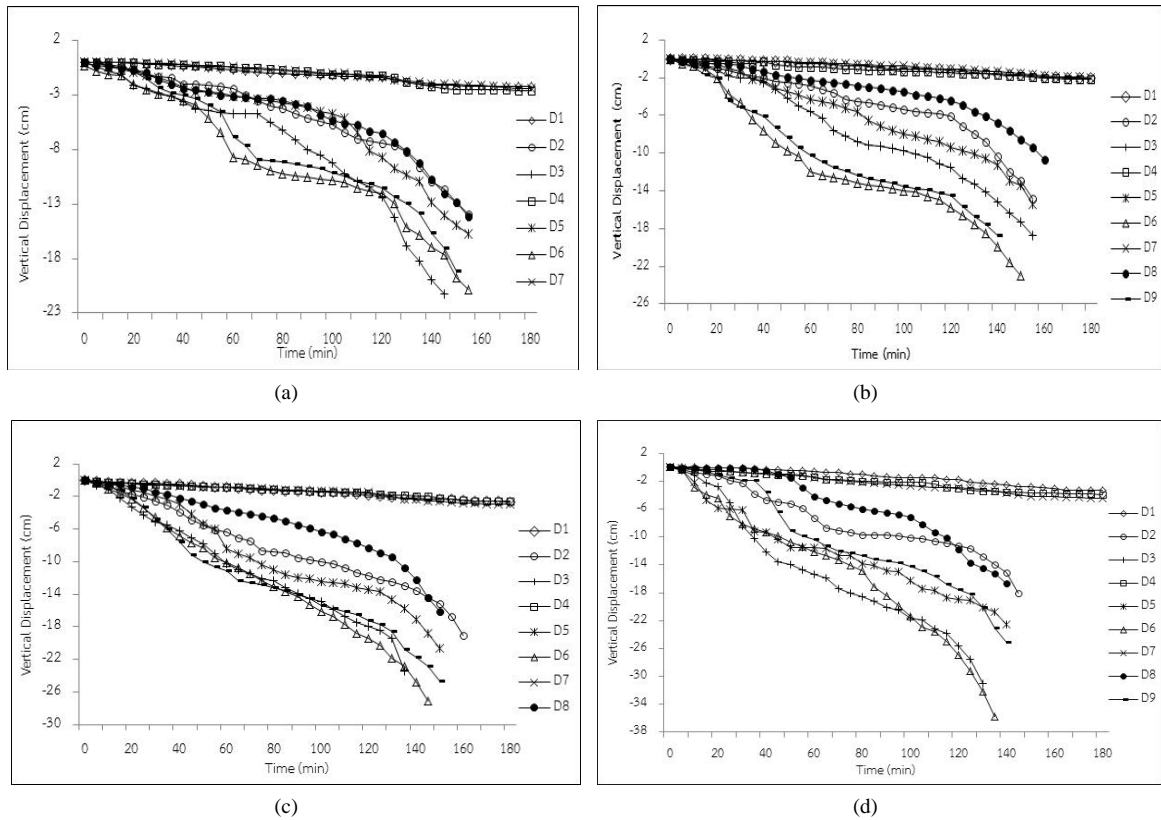 2
-3
-8
-13
-18
-23
Vertical Displacement (cm)
0 20 40 60 80 100 120 140 160 180
Time (min)
D1
D2
D3
D4
D5
D6
D7
(a)
2
-2
-6
-10
-14
-18
-22
-26
Vertical Displacement (cm)
0 20 40 60 80 100 120 140 160 180
Time (min)
D1
D2
D3
D4
D5
D6
D7
D8
D9
(b)
2
-2
-6
-10
-14
-18
-22
-26
-30
Vertical Displacement (cm)
0 20 40 60 80 100 120 140 160 180
Time (min)
D1
D2
D3
D4
D5
D6
D7
D8
(c)
2
-2
-6
-10
-14
-18
-22
-26
-30
-34
-38
Vertical Displacement (cm)
0 20 40 60 80 100 120 140 160 180
Time (min)
D1
D2
D3
D4
D5
D6
D7
D8
D9
(d)